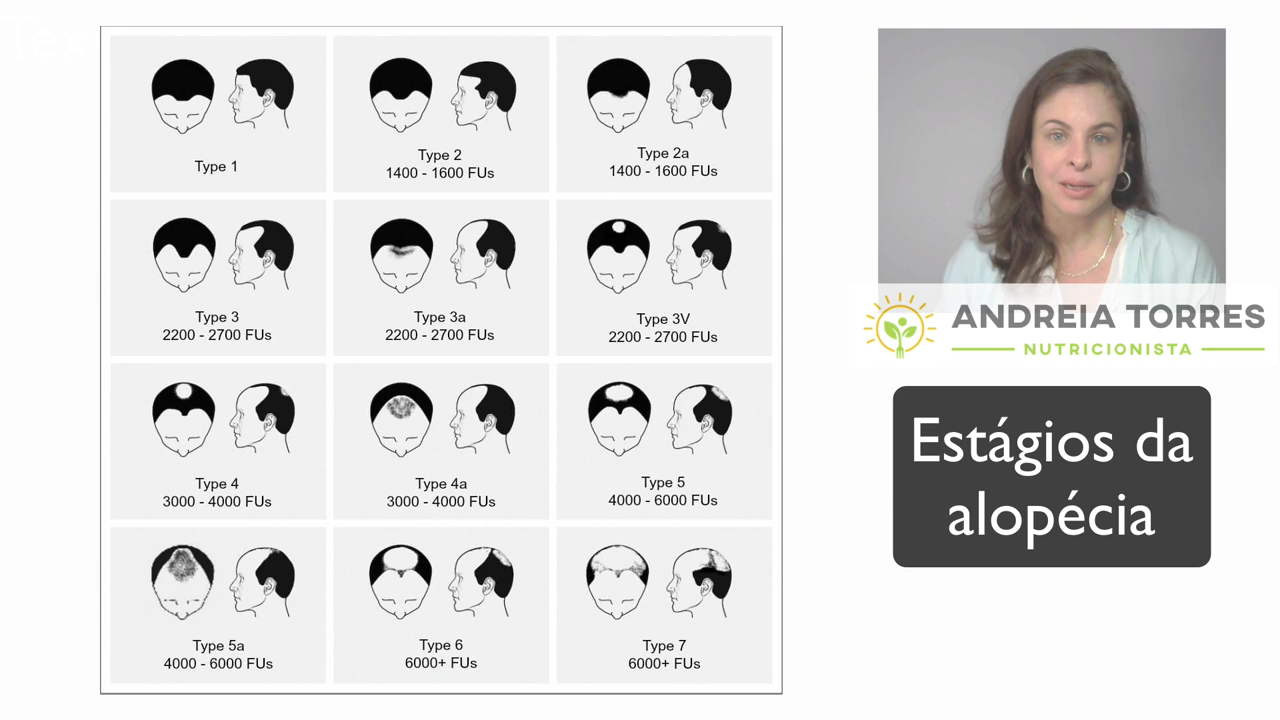 Tex
Type 1
Type 2
1400 - 1600 FUs
Type 2a
1400 - 1600 FUs
Type 3
2200 - 2700 FUs
Type 3a
2200 - 2700 FUs
Type 3V
2200 - 2700 FUs
Type 4
3000 - 4000 FUs
Type 4a
3000 - 4000 FUs
Type 5
4000 - 6000 FUs
Type 5a
4000 - 6000 FUs
Type 6
6000+ FUs
Type 7
6000+ FUs
ANDREIA TORRES
NUTRICIONISTA
Estágios da
alopécia